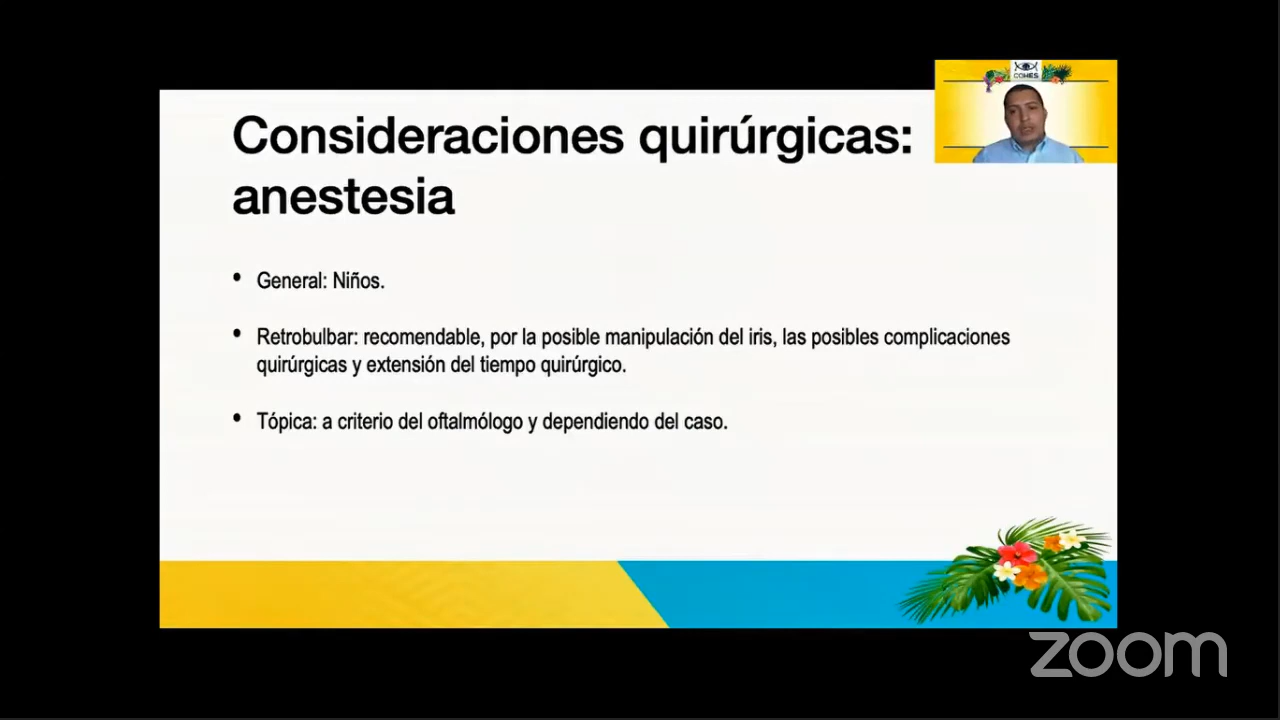 COHES
Consideraciones quirúrgicas:
anestesia
• General: Niños.
• Retrobulbar: recomendable, por la posible manipulación del iris, las posibles complicaciones
quirúrgicas y extensión del tiempo quirúrgico.
• Tópica: a criterio del oftalmólogo y dependiendo del caso.
zoom